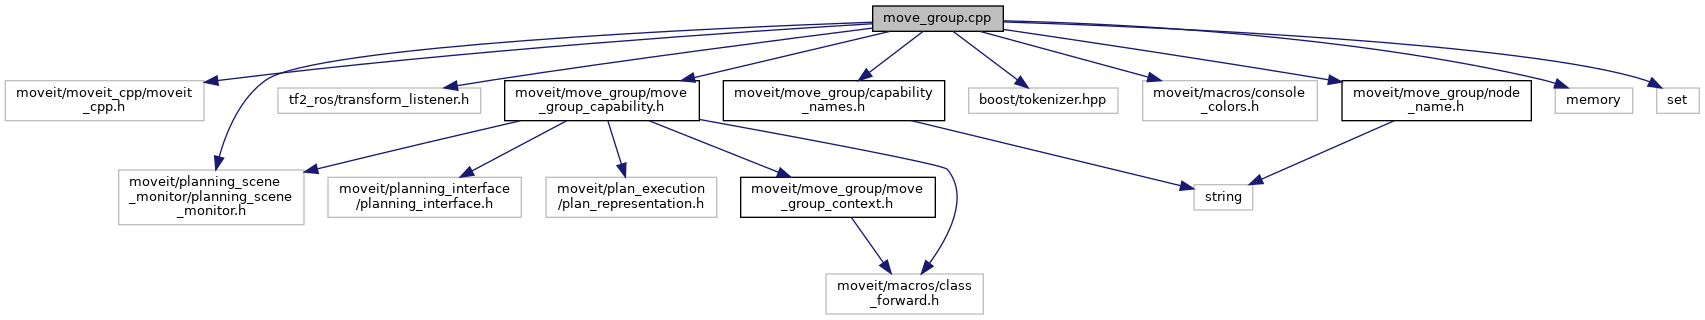 move_group.cpp
moveit/moveit_cpp/moveit
_cpp.h
tf2_ros/transform_listener.h
moveit/move_group/move
_group_capability.h
moveit/move_group/capability
_names.h
boost/tokenizer.hpp
moveit/macros/console
_colors.h
moveit/move_group/node
_name.h
memory
set
moveit/planning_scene
_monitor/planning_scene
_monitor.h
moveit/planning_interface
/planning_interface.h
moveit/plan_execution
/plan_representation.h
moveit/move_group/move
_group_context.h
string
moveit/macros/class
_forward.h